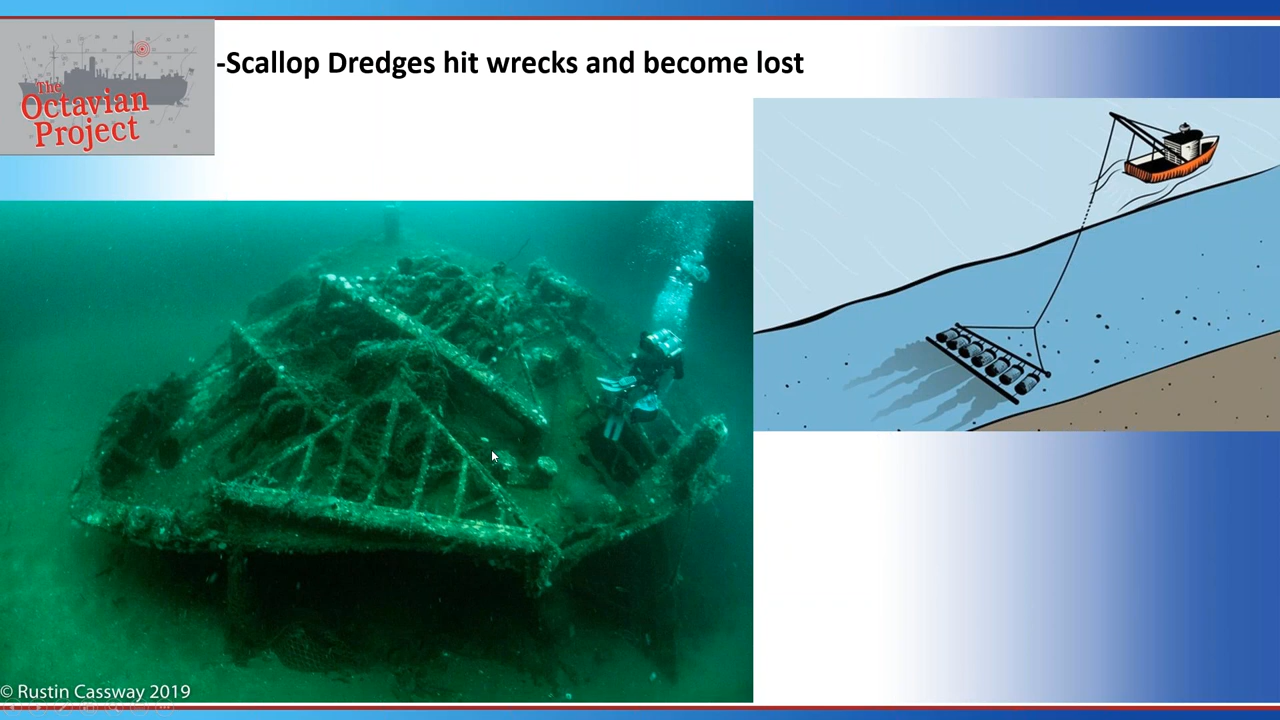 -Scallop Dredges hit wrecks and become lost
The
Octavian
Project
© Rustin Cassway 2019